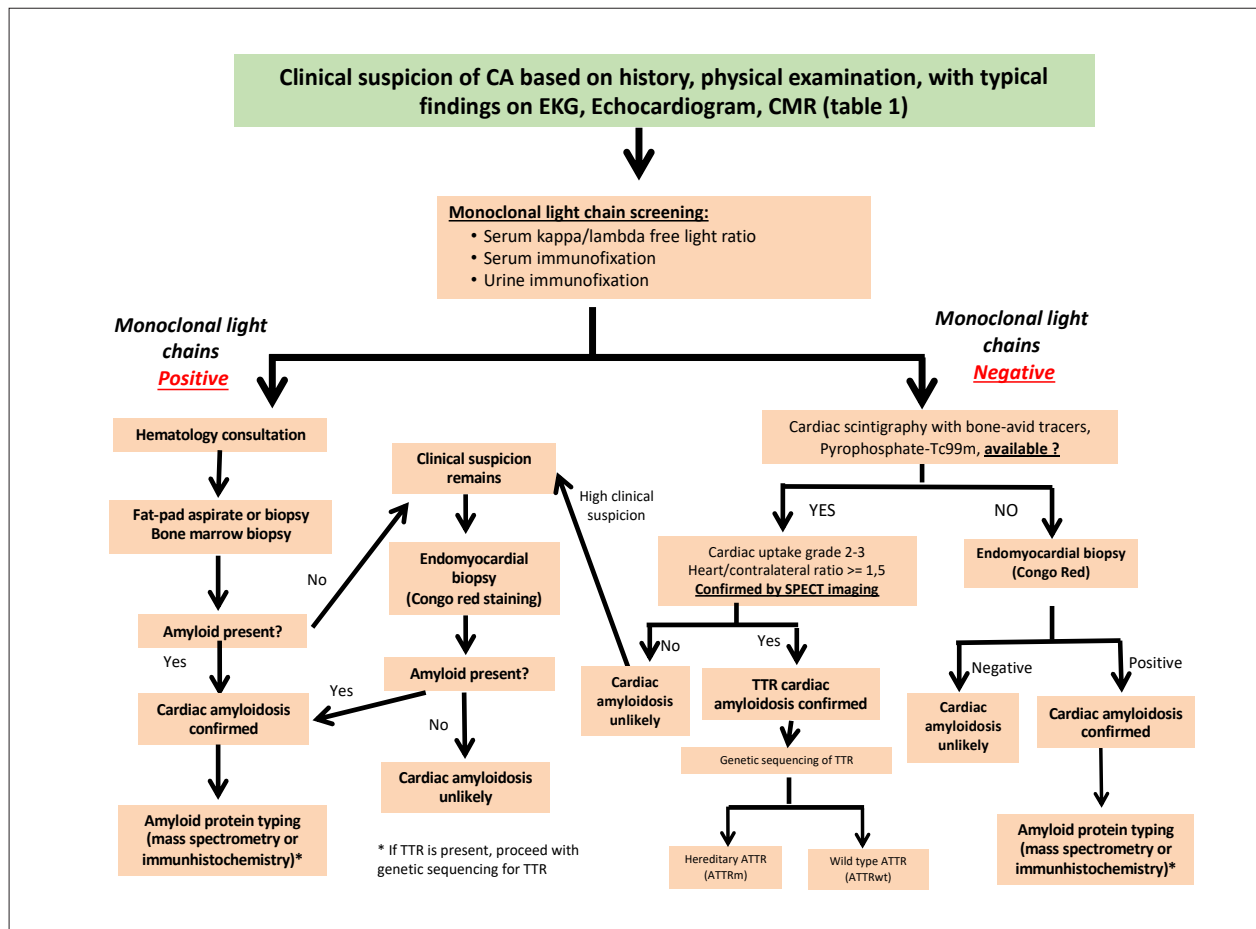 Clinical suspicion of CA based on history, physical examination, with typical
findings on EKG, Echocardiogram, CMR (table 1)
Monoclonal light chain screening:
• Serum kappa/lambda free light ratio
• Serum immunofixation
• Urine immunofixation
Monoclonal light
chains
Positive
Monoclonal light
chains
Negative
Hematology consultation
Fat-pad aspirate or biopsy
Bone marrow biopsy
No
Amyloid present?
Yes
Cardiac amyloidosis
confirmed
Amyloid protein typing
(mass spectrometry or
immunhistochemistry)*
Clinical suspicion
remains
High clinical
suspicion
Endomyocardial
biopsy
(Congo red staining)
Amyloid present?
Yes
No
Cardiac amyloidosis
unlikely
* If TTR is present, proceed with
genetic sequencing for TTR
Cardiac scintigraphy with bone-avid tracers,
Pyrophosphate-Tc99m, available ?
YES
NO
Cardiac uptake grade 2-3
Heart/contralateral ratio >= 1,5
Confirmed by SPECT imaging
No
Yes
Cardiac
amyloidosis
unlikely
TTR cardiac
amyloidosis confirmed
Genetic sequencing of TTR
Hereditary ATTR
(ATTRm)
Wild type ATTR
(ATTRwt)
Endomyocardial biopsy
(Congo Red)
Negative
Positive
Cardiac
amyloidosis
unlikely
Cardiac amyloidosis
confirmed
Amyloid protein typing
(mass spectrometry or
immunhistochemistry)*